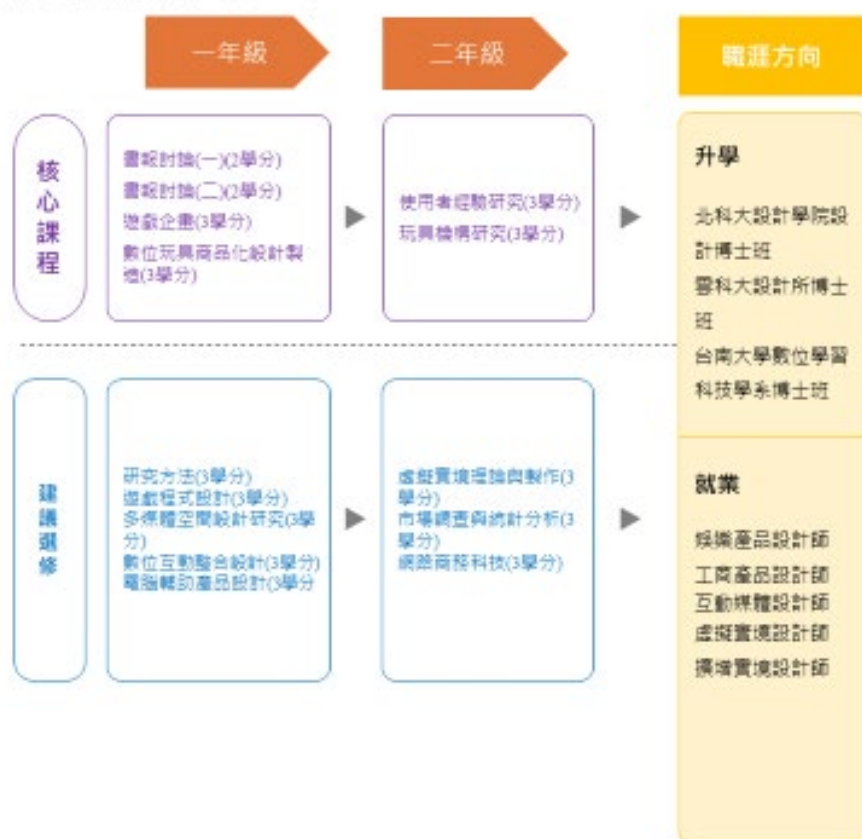 一年級
二年級
職涯方向
核心課程
書報討論(一)(2學分)
書報討論(二)(2學分)
遊戲企畫(3學分)
數位玩具商品化設計製
造(3學分)
使用者經驗研究(3學分)
玩具機構研究(3學分)
升學
北科大設計學院設
計博士班
雲科大設計所博士
班
台南大學數位學習
科技學系博士班
建議選修
研究方法(3學分)
遊戲程式設計(3學分)
多媒體空間設計研究(3學
分)
數位互動整合設計(3學分)
電腦輔助產品設計(3學分
虛擬實境理論與製作(3
學分)
市場調查與統計分析(3
學分)
網際商務科技(3學分)
就業
娛樂產品設計師
工商產品設計師
互動媒體設計師
虛擬實境設計師
擴增實境設計師